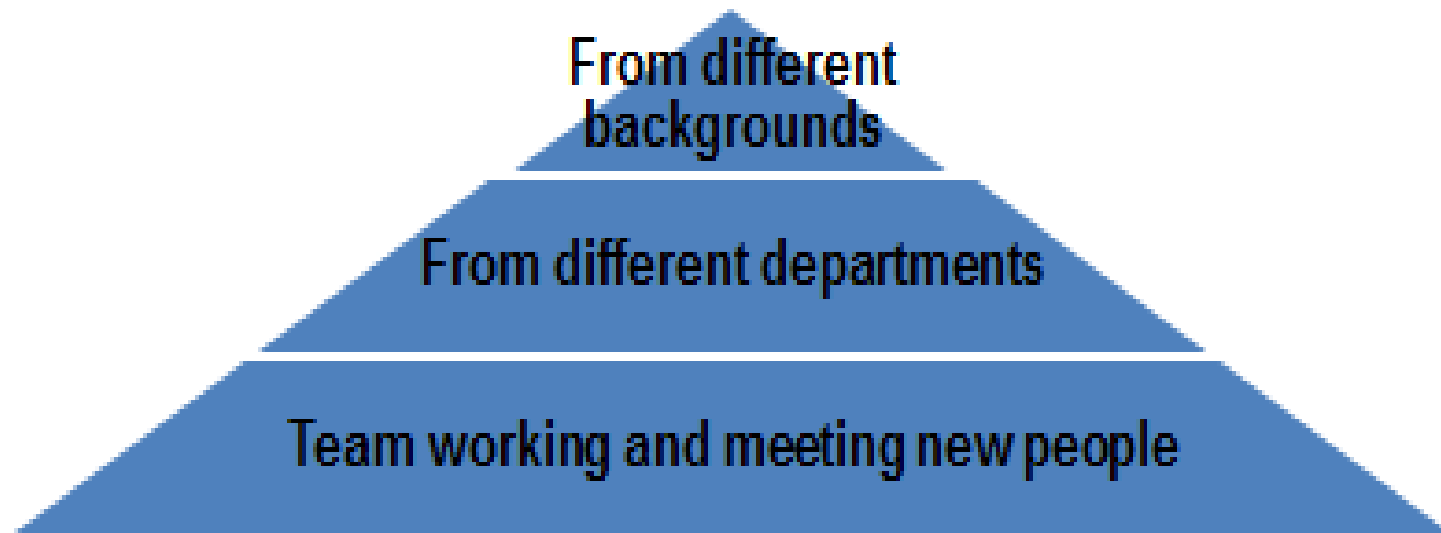 From different
backgrounds
From different departments
Team working and meeting new people